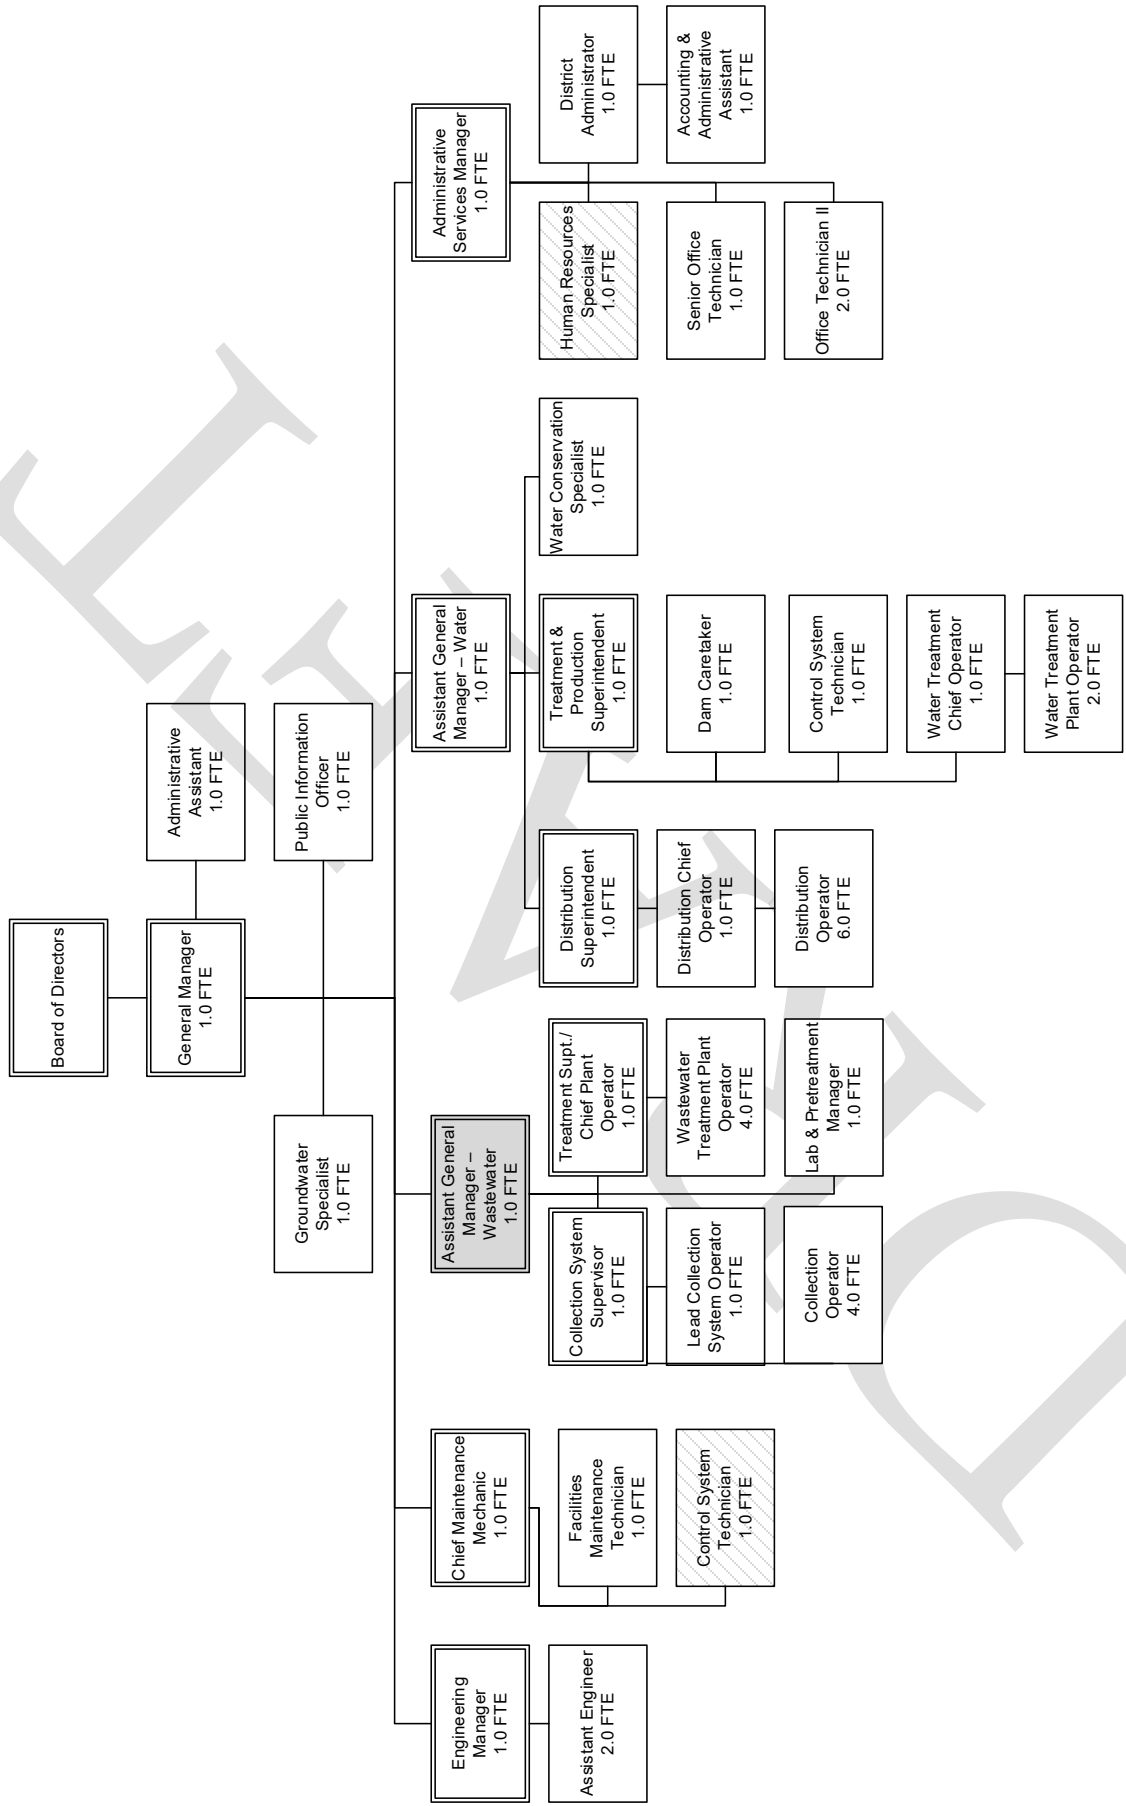 Board of Directors
General Manager
1.0 FTE
Administrative
Assistant
1.0 FTE
Groundwater
Specialist
1.0 FTE
Public Information
Officer
1.0 FTE
Engineering
Manager
1.0 FTE
Assistant Engineer
2.0 FTE
Chief Maintenance
Mechanic
1.0 FTE
Facilities
Maintenance
Technician
1.0 FTE
Control System
Technician
1.0 FTE
Assistant General
Manager –
Wastewater
1.0 FTE
Collection System
Supervisor
1.0 FTE
Lead Collection
System Operator
1.0 FTE
Collection
Operator
4.0 FTE
Treatment Supt./
Chief Plant
Operator
1.0 FTE
Wastewater
Treatment Plant
Operator
4.0 FTE
Lab & Pretreatment
Manager
1.0 FTE
Assistant General
Manager – Water
1.0 FTE
Distribution
Superintendent
1.0 FTE
Distribution Chief
Operator
1.0 FTE
Distribution
Operator
6.0 FTE
Treatment &
Production
Superintendent
1.0 FTE
Dam Caretaker
1.0 FTE
Control System
Technician
1.0 FTE
Water Treatment
Chief Operator
1.0 FTE
Water Treatment
Plant Operator
2.0 FTE
Water Conservation
Specialist
1.0 FTE
Administrative
Services Manager
1.0 FTE
Human Resources
Specialist
1.0 FTE
Senior Office
Technician
1.0 FTE
Office Technician II
2.0 FTE
District
Administrator
1.0 FTE
Accounting &
Administrative
Assistant
1.0 FTE
DRAFT